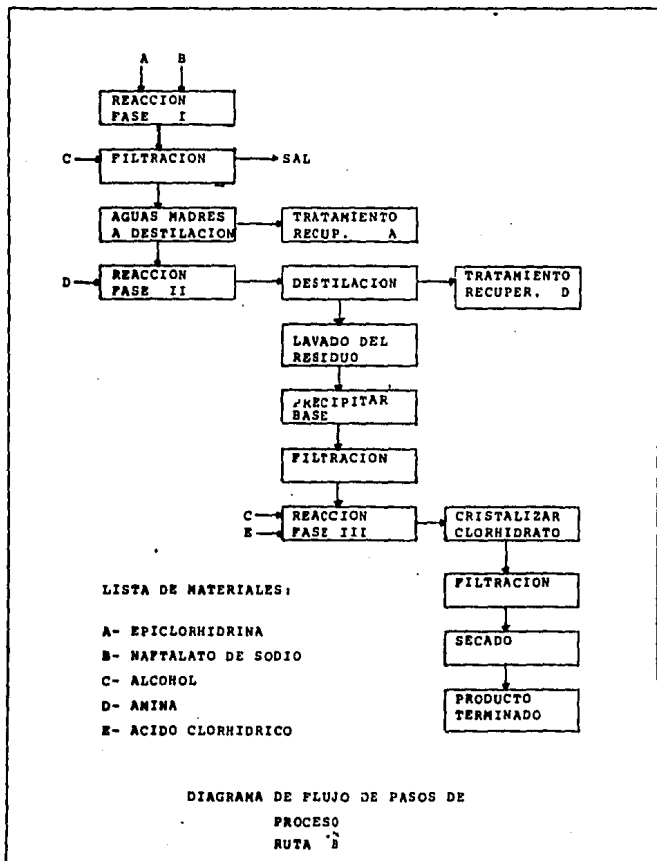 A B
REACCION
FASE I
C FILTRACION SAL
AGUAS MADRES
A DESTILACION
TRATAMIENTO
RECUP. A
D REACCION
FASE II
DESTILACION
TRATAMIENTO
RECUPER. D
LAVADO DEL
RESIDUO
PRECIPITAR
BASE
FILTRACION
C
E
REACCION
FASE III
CRISTALIZAR
CLORHIDRATO
FILTRACION
SECADO
PRODUCTO
TERMINADO
LISTA DE MATERIALES:
A- EPICLORHIDRINA
B- NAFTALATO DE SODIO
C- ALCOHOL
D- AMINA
E- ACIDO CLORHIDRICO
DIAGRAMA DE FLUJO DE PASOS DE
PROCESO
RUTA B